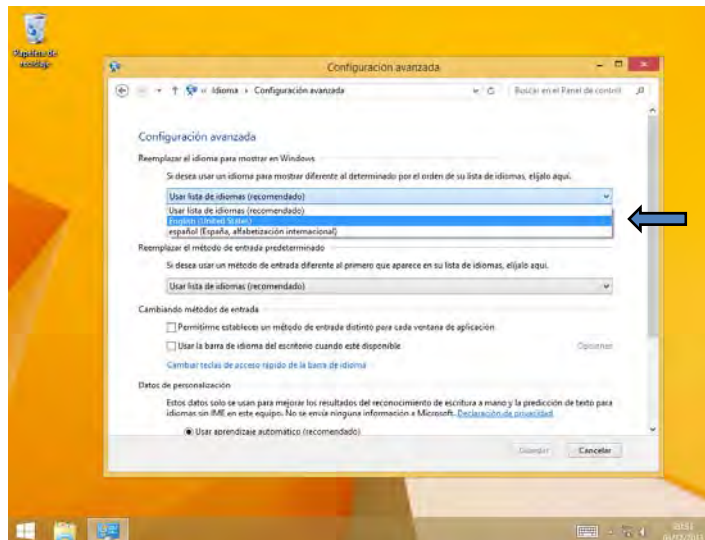 Papelera de
reciclaje
Configuración avanzada
Idioma › Configuración avanzada
Buscar en el Panel de control
Configuración avanzada
Reemplazar el idioma para mostrar en Windows
Si desea usar un idioma para mostrar diferente al determinado por el orden de su lista de idiomas, elíjalo aquí.
Usar lista de idiomas (recomendado)
Usar lista de idiomas (recomendado)
English (United States)
español (España, alfabetización internacional)
Reemplazar el método de entrada predeterminado
Si desea usar un método de entrada diferente al primero que aparece en su lista de idiomas, elíjalo aquí.
Usar lista de idiomas (recomendado)
Cambiando métodos de entrada
Permitirme establecer un método de entrada distinto para cada ventana de aplicación
Usar la barra de idioma del escritorio cuando esté disponible
Opciones
Cambiar teclas de acceso rápido de la barra de idioma
Datos de personalización
Estos datos solo se usan para mejorar los resultados del reconocimiento de escritura a mano y la predicción de texto para
idiomas sin IME en este equipo. No se envía ninguna información a Microsoft. Declaración de privacidad
Usar aprendizaje automático (recomendado)
Guardar
Cancelar